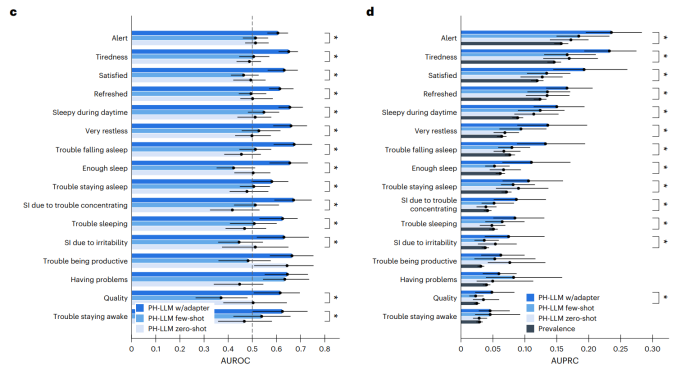 c
Alert
Tiredness
Satisfied
Refreshed
Sleepy during daytime
Very restless
Trouble falling asleep
Enough sleep
Trouble staying asleep
SI due to trouble concentrating
Trouble sleeping
SI due to irritability
Trouble being productive
Having problems
Quality
Trouble staying awake
PH-LLM w/adapter
PH-LLM few-shot
PH-LLM zero-shot
* * * * * * * * * * * * * *
0 0.1 0.2 0.3 0.4 0.5 0.6 0.7 0.8
AUROC
d
Alert
Tiredness
Satisfied
Refreshed
Sleepy during daytime
Very restless
Trouble falling asleep
Enough sleep
Trouble staying asleep
SI due to trouble
concentrating
Trouble sleeping
SI due to irritability
Trouble being productive
Having problems
Quality
Trouble staying awake
PH-LLM w/adapter
PH-LLM few-shot
PH-LLM zero-shot
Prevalence
* * * * * * * * * * * * *
0 0.05 0.10 0.15 0.20 0.25 0.30
AUPRC